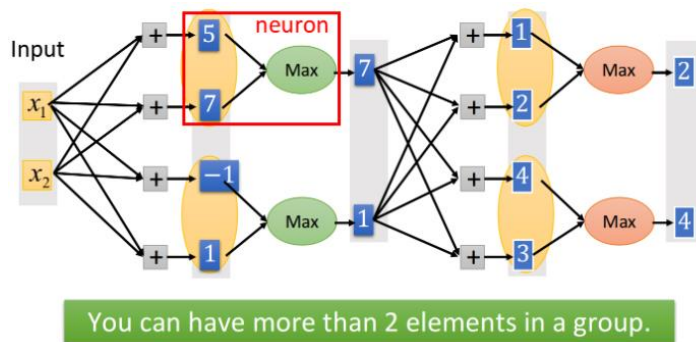 neuron
Input
+ 5
Max
7
+ 7
x₁
x₂
+ −1
Max
1
+ 1
+ 1
Max
2
+ 2
+ 4
Max
4
+ 3
You can have more than 2 elements in a group.